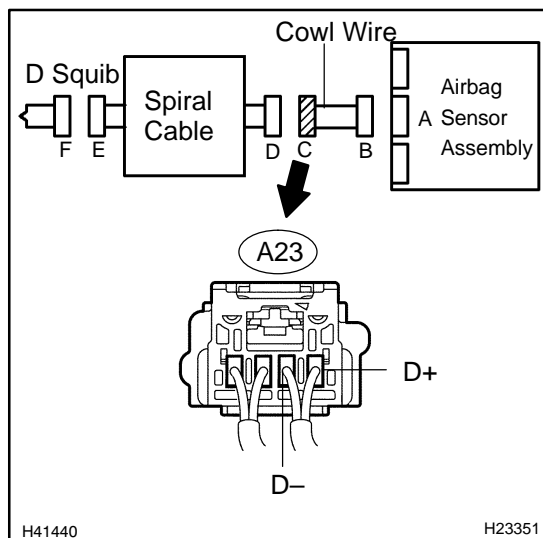 Cowl Wire
D Squib
Spiral
Cable
Airbag
Sensor
Assembly
F
E
D
C
B
A
A23
D+
D–
H41440
H23351